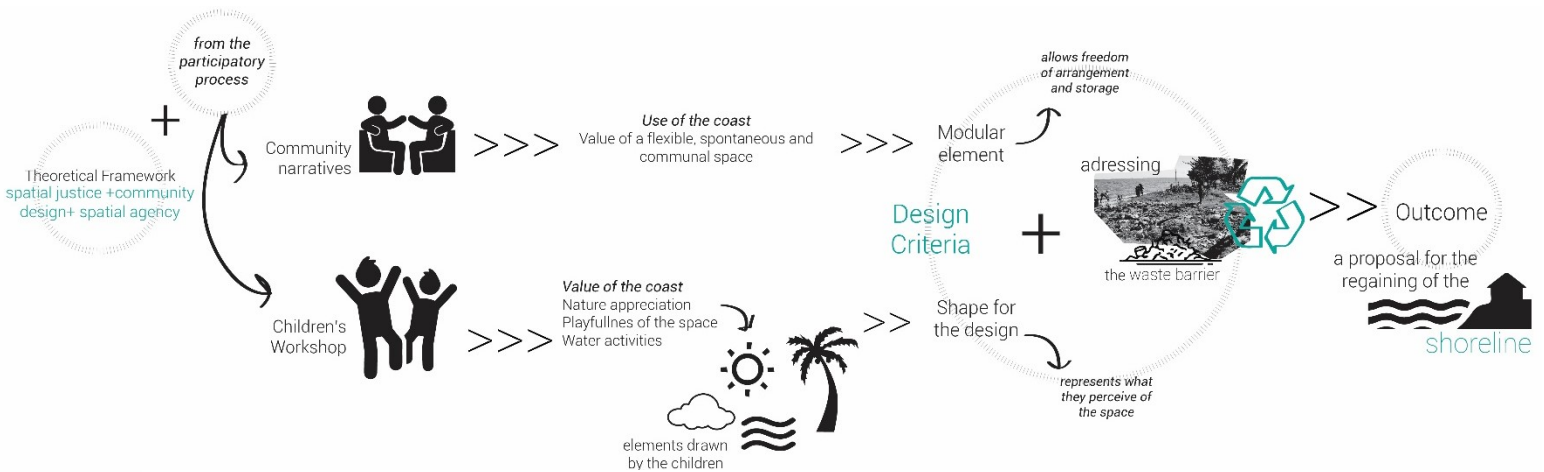 from the
participatory
process
Theoretical Framework
spatial justice +community
design+ spatial agency
+
Community
narratives
>>>
Use of the coast
Value of a flexible, spontaneous and
communal space
>>>
Modular
element
allows freedom
of arrangement
and storage
Children's
Workshop
>>>
Value of the coast
Nature appreciation
Playfullnes of the space
Water activities
elements drawn
by the children
>>
Shape for
the design
represents what
they perceive of
the space
Design
Criteria
+
adressing
the waste barrier
>>
Outcome
a proposal for the
regaining of the
shoreline